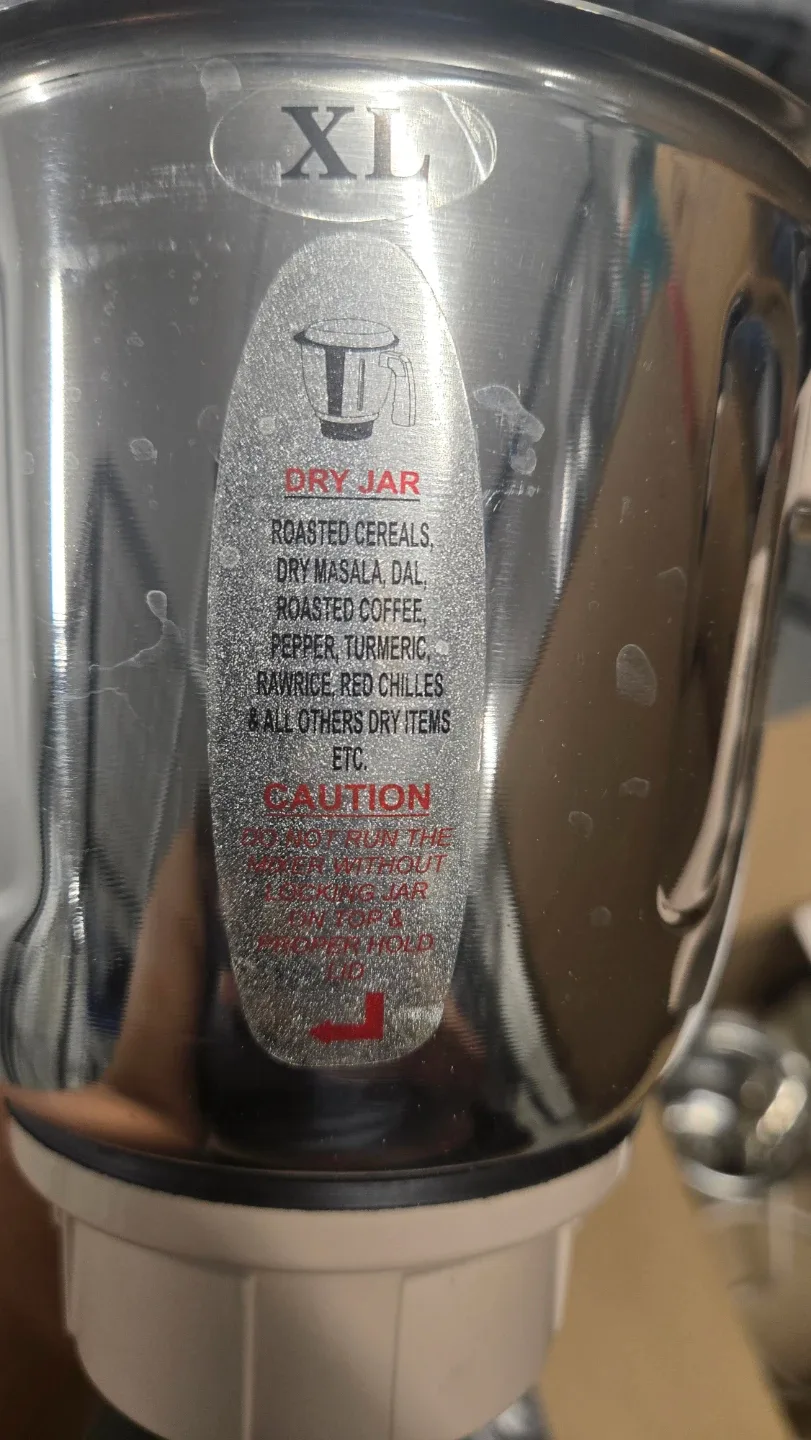 XL
DRY JAR
ROASTED CEREALS,
DRY MASALA, DAL,
ROASTED COFFEE,
PEPPER, TURMERIC,
RAWRICE, RED CHILLES
& ALL OTHERS DRY ITEMS
ETC.
CAUTION
DO NOT RUN THE
MIXER WITHOUT
LOCKING JAR
ON TOP &
PROPER HOLD
LID